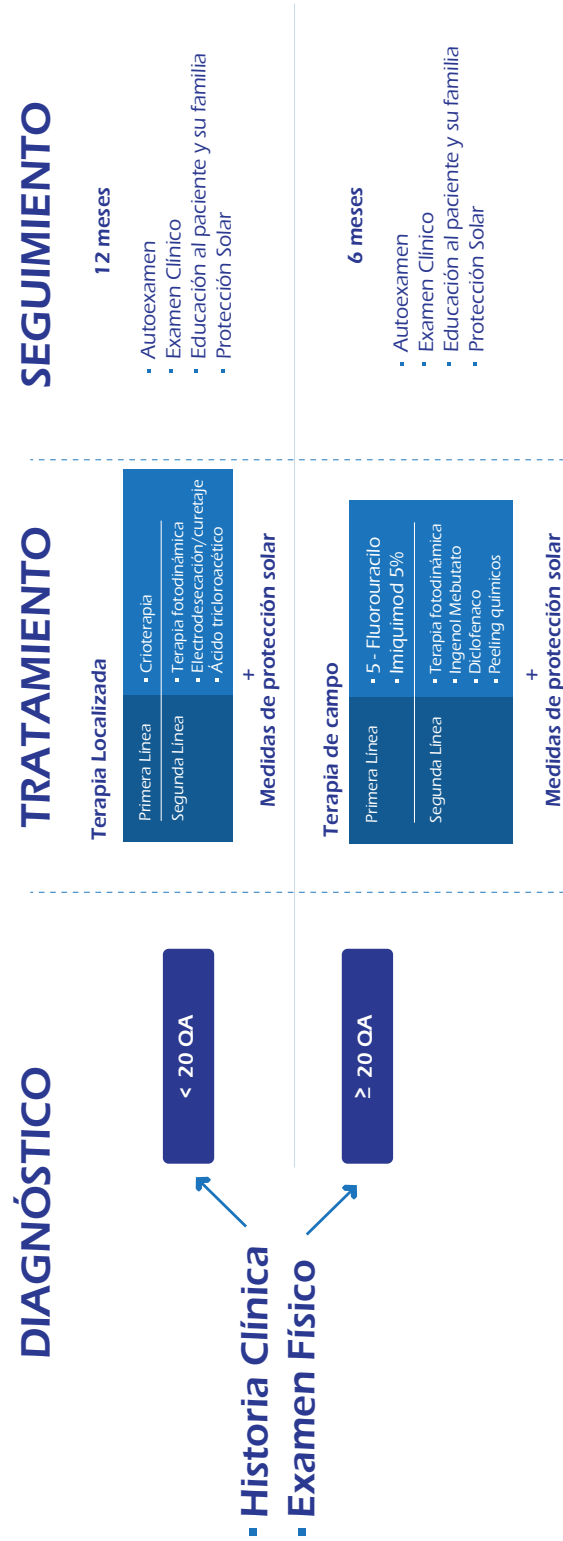 DIAGNÓSTICO
▪ Historia Clínica
▪ Examen Físico
< 20 QA
≥ 20 QA
TRATAMIENTO
Terapia Localizada
Primera Línea
▪ Crioterapia
Segunda Línea
▪ Terapia fotodinámica
▪ Electrodesecación/curetaje
▪ Ácido tricloroacético
+
Medidas de protección solar
Terapia de campo
Primera Línea
▪ 5 - Fluorouracilo
▪ Imiquimod 5%
Segunda Línea
▪ Terapia fotodinámica
▪ Ingenol Mebutato
▪ Diclofenaco
▪ Peeling químicos
+
Medidas de protección solar
SEGUIMIENTO
12 meses
▪ Autoexamen
▪ Examen Clínico
▪ Educación al paciente y su familia
▪ Protección Solar
6 meses
▪ Autoexamen
▪ Examen Clínico
▪ Educación al paciente y su familia
▪ Protección Solar